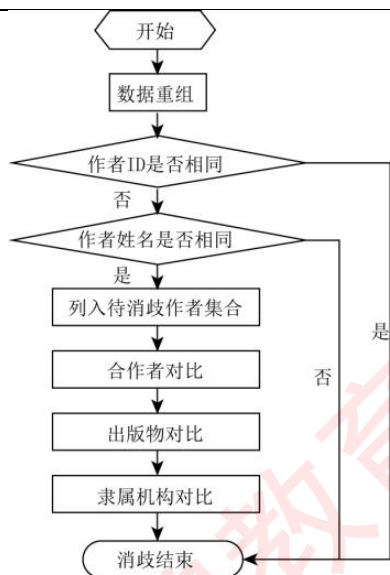 开始
数据重组
作者ID是否相同
否
作者姓名是否相同
是
列入待消歧作者集合
是
合作者对比
否
出版物对比
隶属机构对比
消歧结束
教育